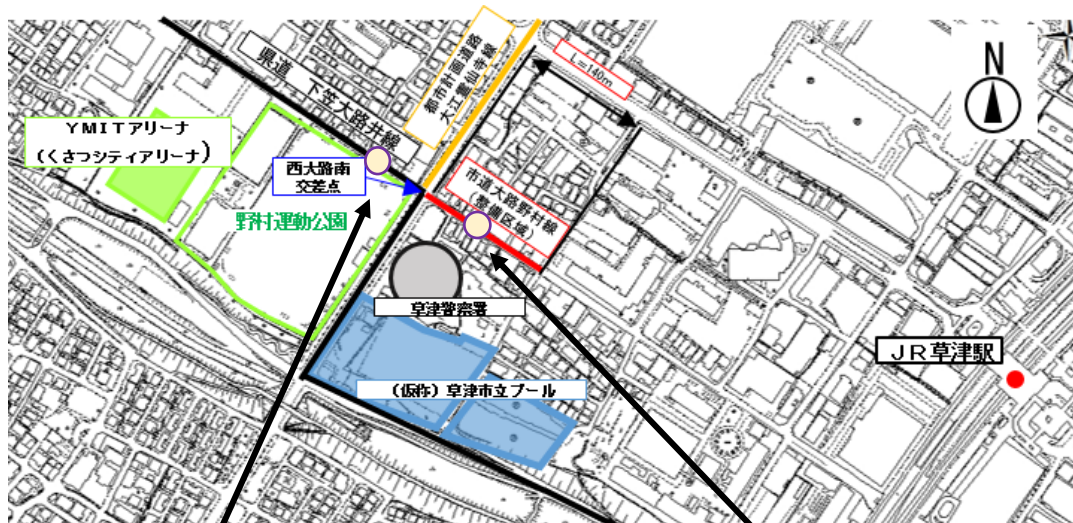 県道 下笠大路井線
都市計画道路
大江霊仙寺線
L=140m
N
YMITアリーナ
(くさつシティアリーナ)
西大路南
交差点
市道大路野村線
整備区域
野村運動公園
草津警察署
JR草津駅
(仮称)草津市立プール